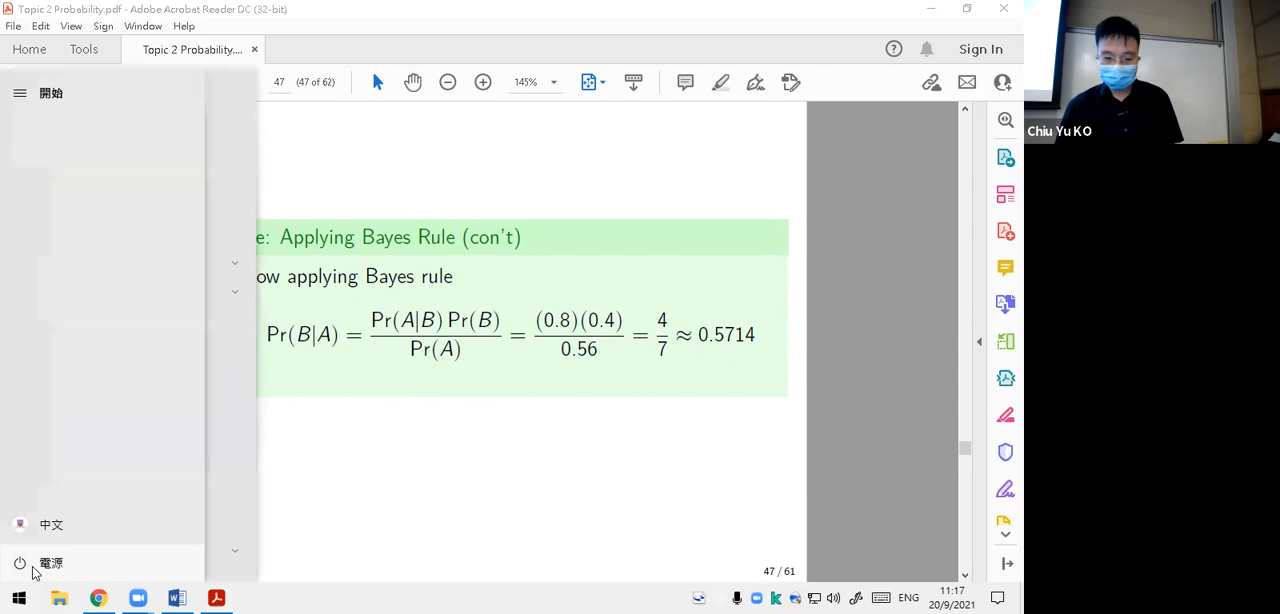 Topic 2 Probability.pdf - Adobe Acrobat Reader DC (32-bit)
File Edit View Sign Window Help
Home Tools Topic 2 Probability.... × Sign In
開始
47 (47 of 62) 145%
Chiu Yu KO
e: Applying Bayes Rule (con't)
ow applying Bayes rule
Pr(B|A) = Pr(A|B) Pr(B) / Pr(A) = (0.8)(0.4) / 0.56 = 4 / 7 ≈ 0.5714
中文
電源
47 / 61
ENG
11:17
20/9/2021